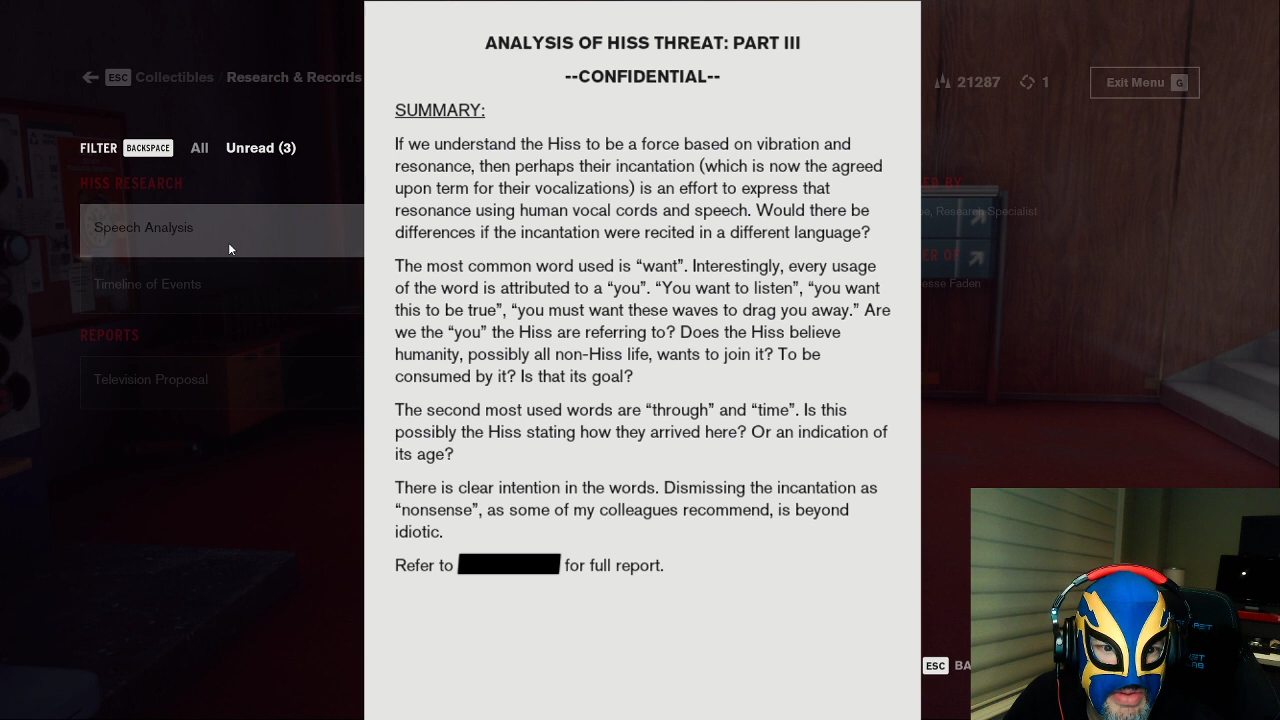 ANALYSIS OF HISS THREAT: PART III
--CONFIDENTIAL--
← ESC Collectibles / Research & Records
21287
1
Exit Menu G
FILTER BACKSPACE All Unread (3)
HISS RESEARCH
Speech Analysis
Timeline of Events
REPORTS
Television Proposal
SUMMARY:
If we understand the Hiss to be a force based on vibration and
resonance, then perhaps their incantation (which is now the agreed
upon term for their vocalizations) is an effort to express that
resonance using human vocal cords and speech. Would there be
differences if the incantation were recited in a different language?
The most common word used is “want”. Interestingly, every usage
of the word is attributed to a “you”. “You want to listen”, “you want
this to be true”, “you must want these waves to drag you away.” Are
we the “you” the Hiss are referring to? Does the Hiss believe
humanity, possibly all non-Hiss life, wants to join it? To be
consumed by it? Is that its goal?
The second most used words are “through” and “time”. Is this
possibly the Hiss stating how they arrived here? Or an indication of
its age?
There is clear intention in the words. Dismissing the incantation as
“nonsense”, as some of my colleagues recommend, is beyond
idiotic.
Refer to for full report.
BY
, Research Specialist
OF
esse Faden
ESC BA